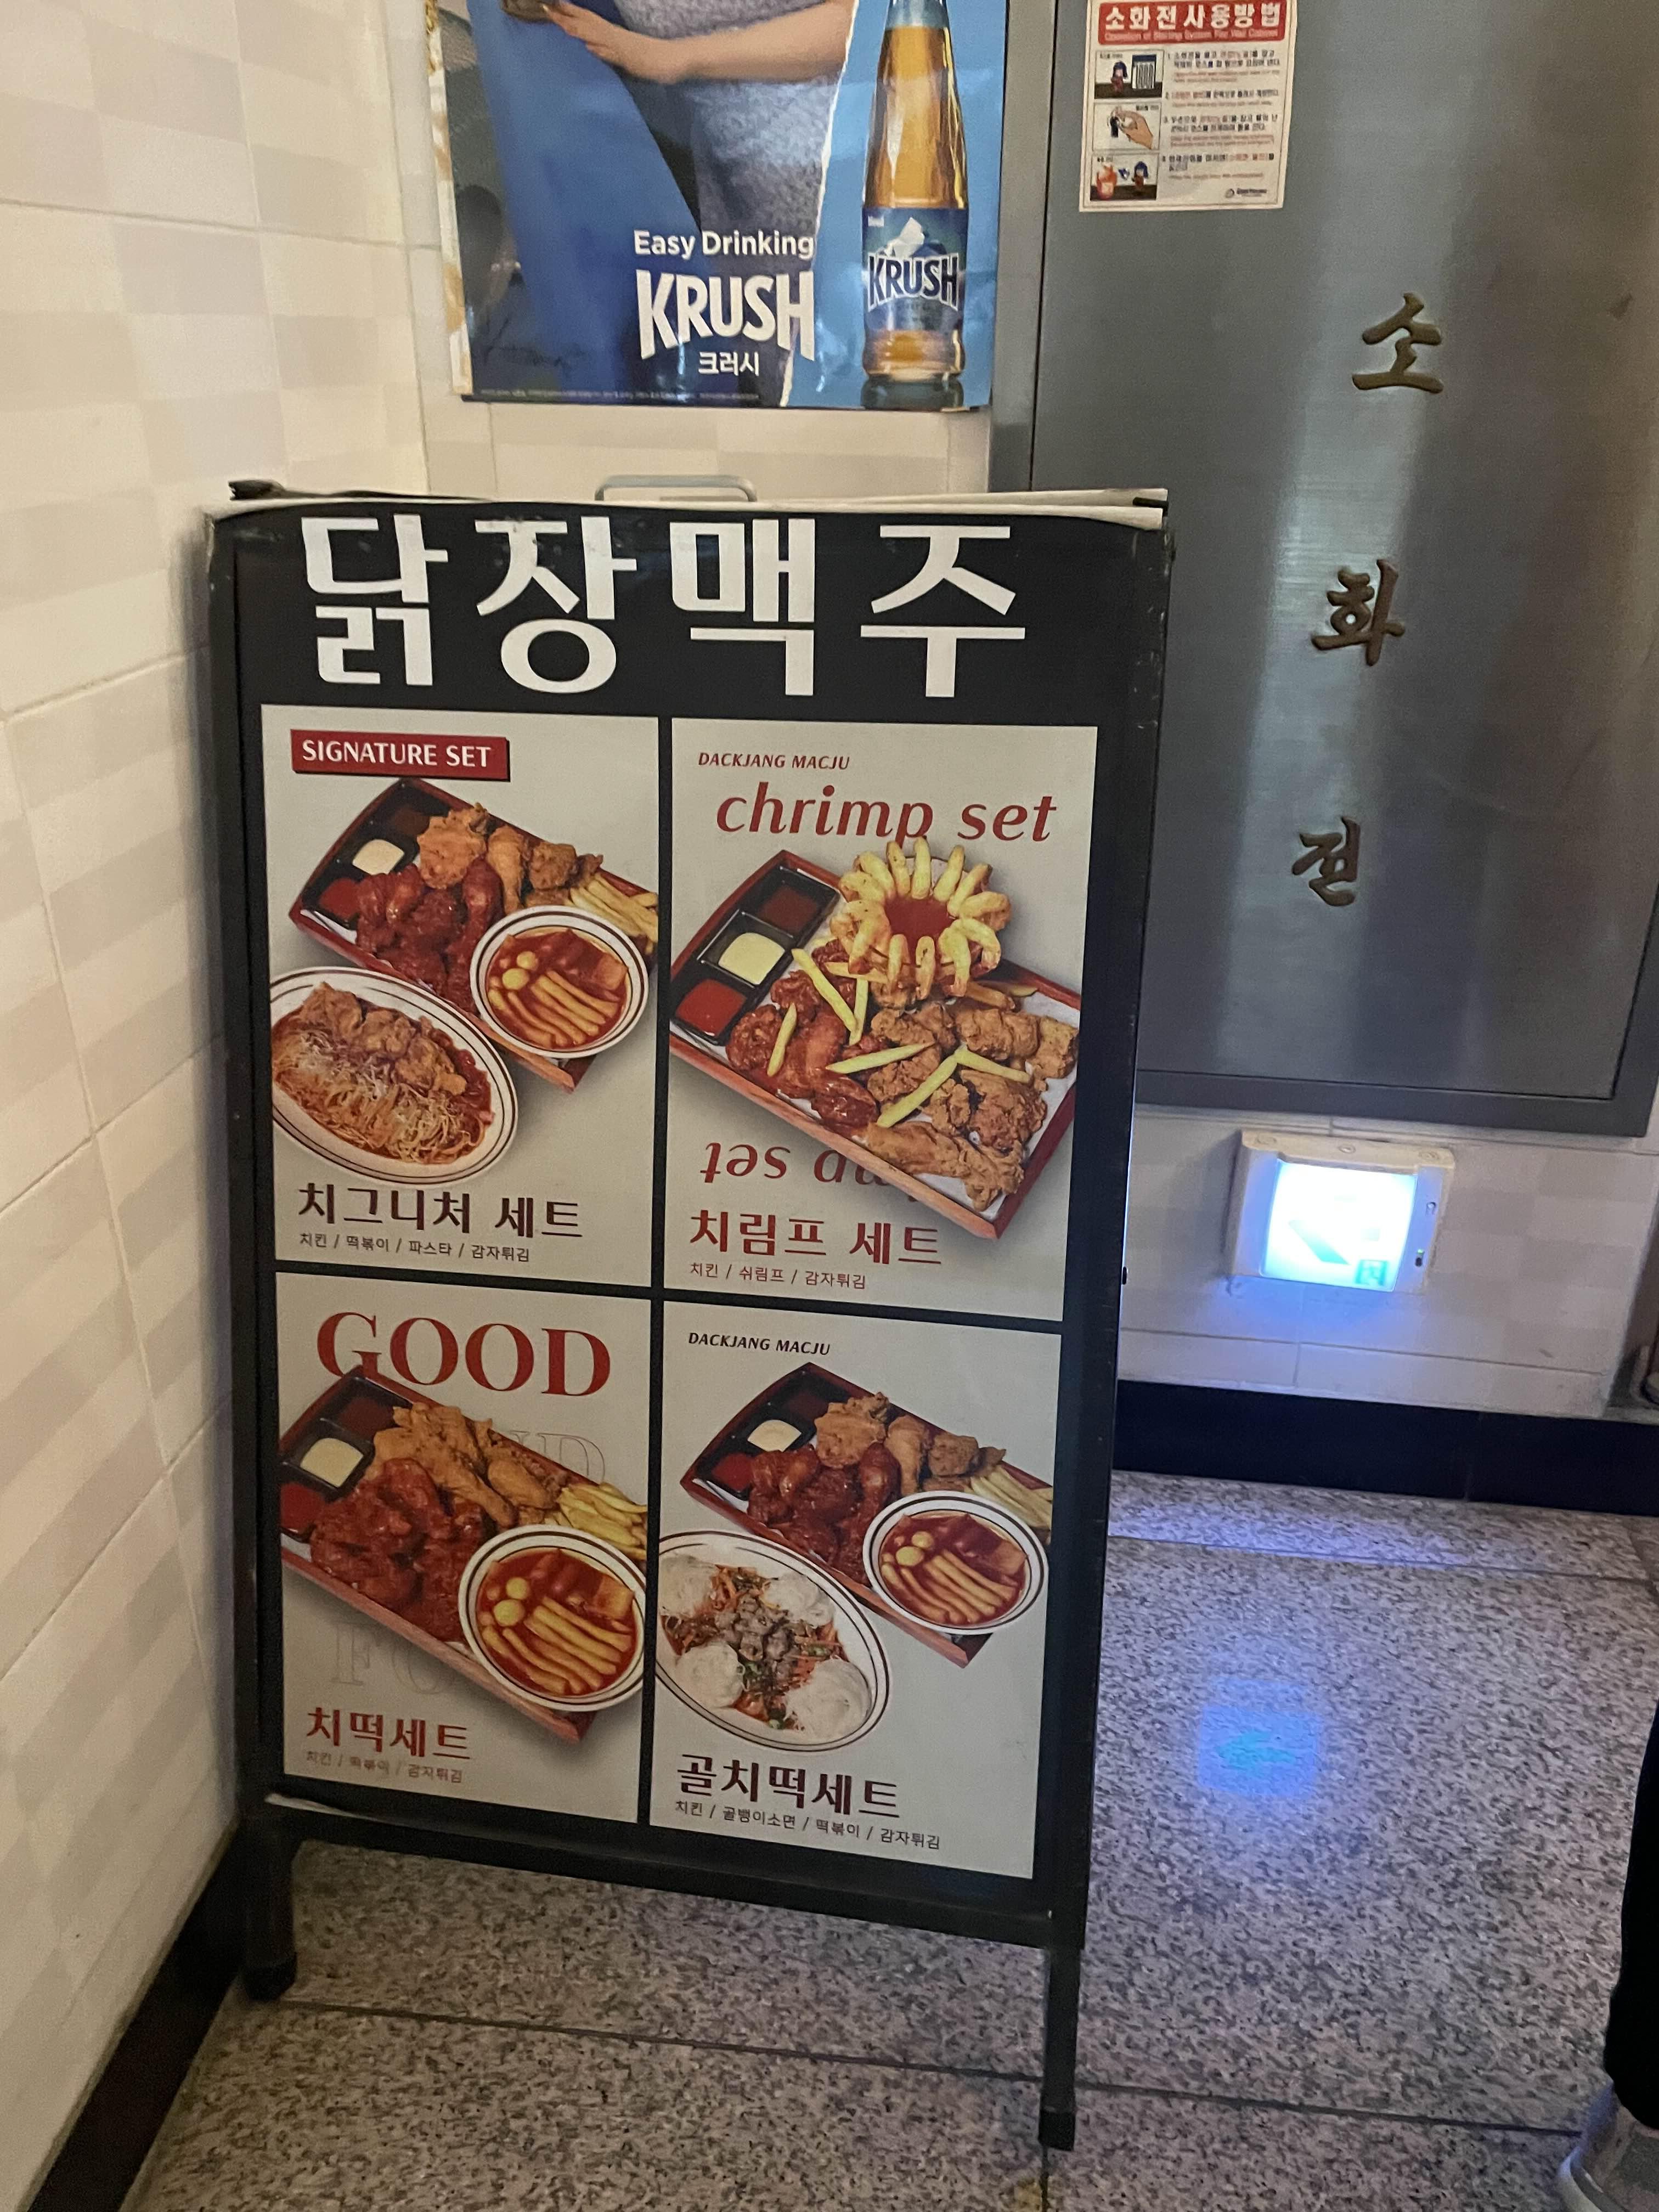 Easy Drinking
KRUSH
크러시
KRUSH
소화전사용방법
소
화
전
닭장맥주
SIGNATURE SET
치그니처 세트
치킨 / 떡볶이 / 파스타 / 감자튀김
DACKJANG MACJU
chrimp set
치림프 세트
치킨 / 쉬림프 / 감자튀김
GOOD
치떡세트
치킨 / 떡볶이 / 감자튀김
DACKJANG MACJU
골치떡세트
치킨 / 골뱅이소면 / 떡볶이 / 감자튀김